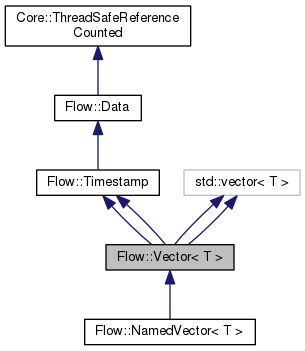 Core::ThreadSafeReference
Counted
Flow::Data
Flow::Timestamp
std::vector< T >
Flow::Vector< T >
Flow::NamedVector< T >